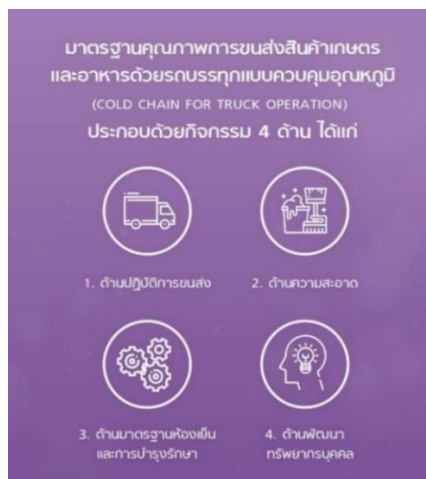 มาตรฐานคุณภาพการขนส่งสินค้าเกษตร
และอาหารด้วยรถบรรทุกแบบควบคุมอุณหภูมิ
(COLD CHAIN FOR TRUCK OPERATION)
ประกอบด้วยกิจกรรม 4 ด้าน ได้แก่
1. ด้านปฏิบัติการขนส่ง
2. ด้านความสะอาด
3. ด้านมาตรฐานห้องเย็น
และการบำรุงรักษา
4. ด้านพัฒนา
ทรัพยากรบุคคล